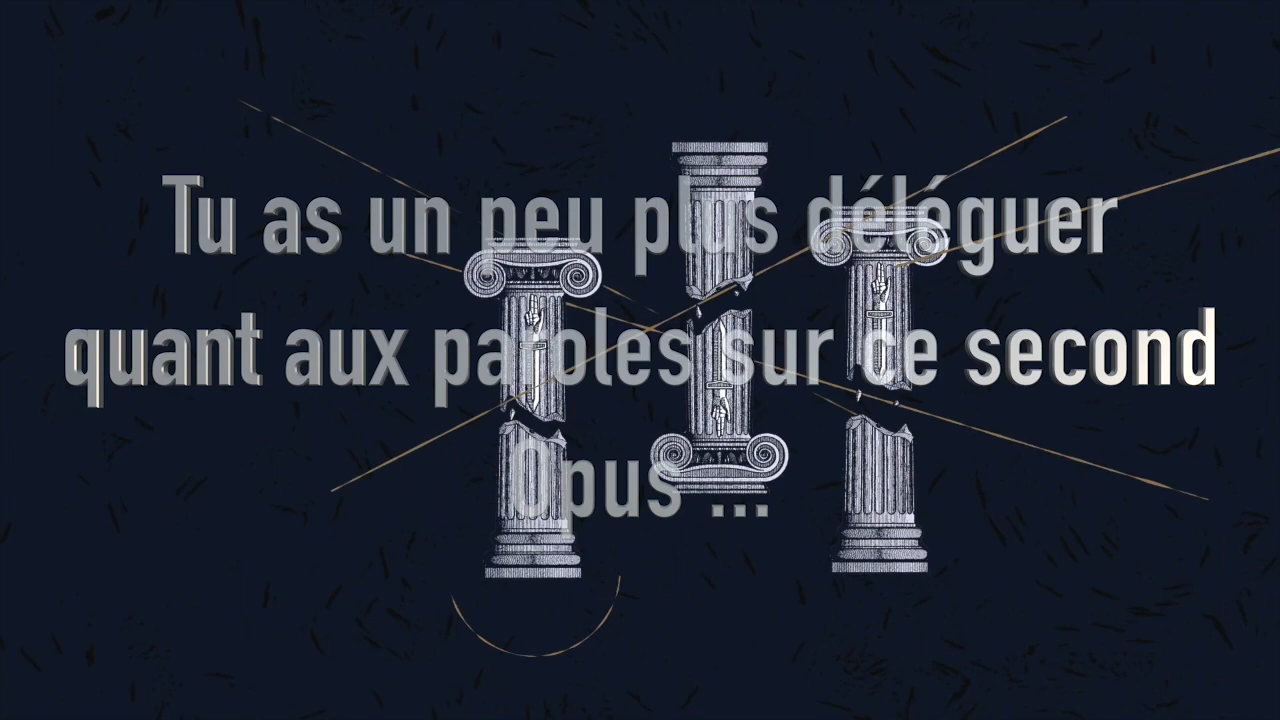 Tu as un peu plus déléguer
quant aux paroles sur ce second
Opus ...